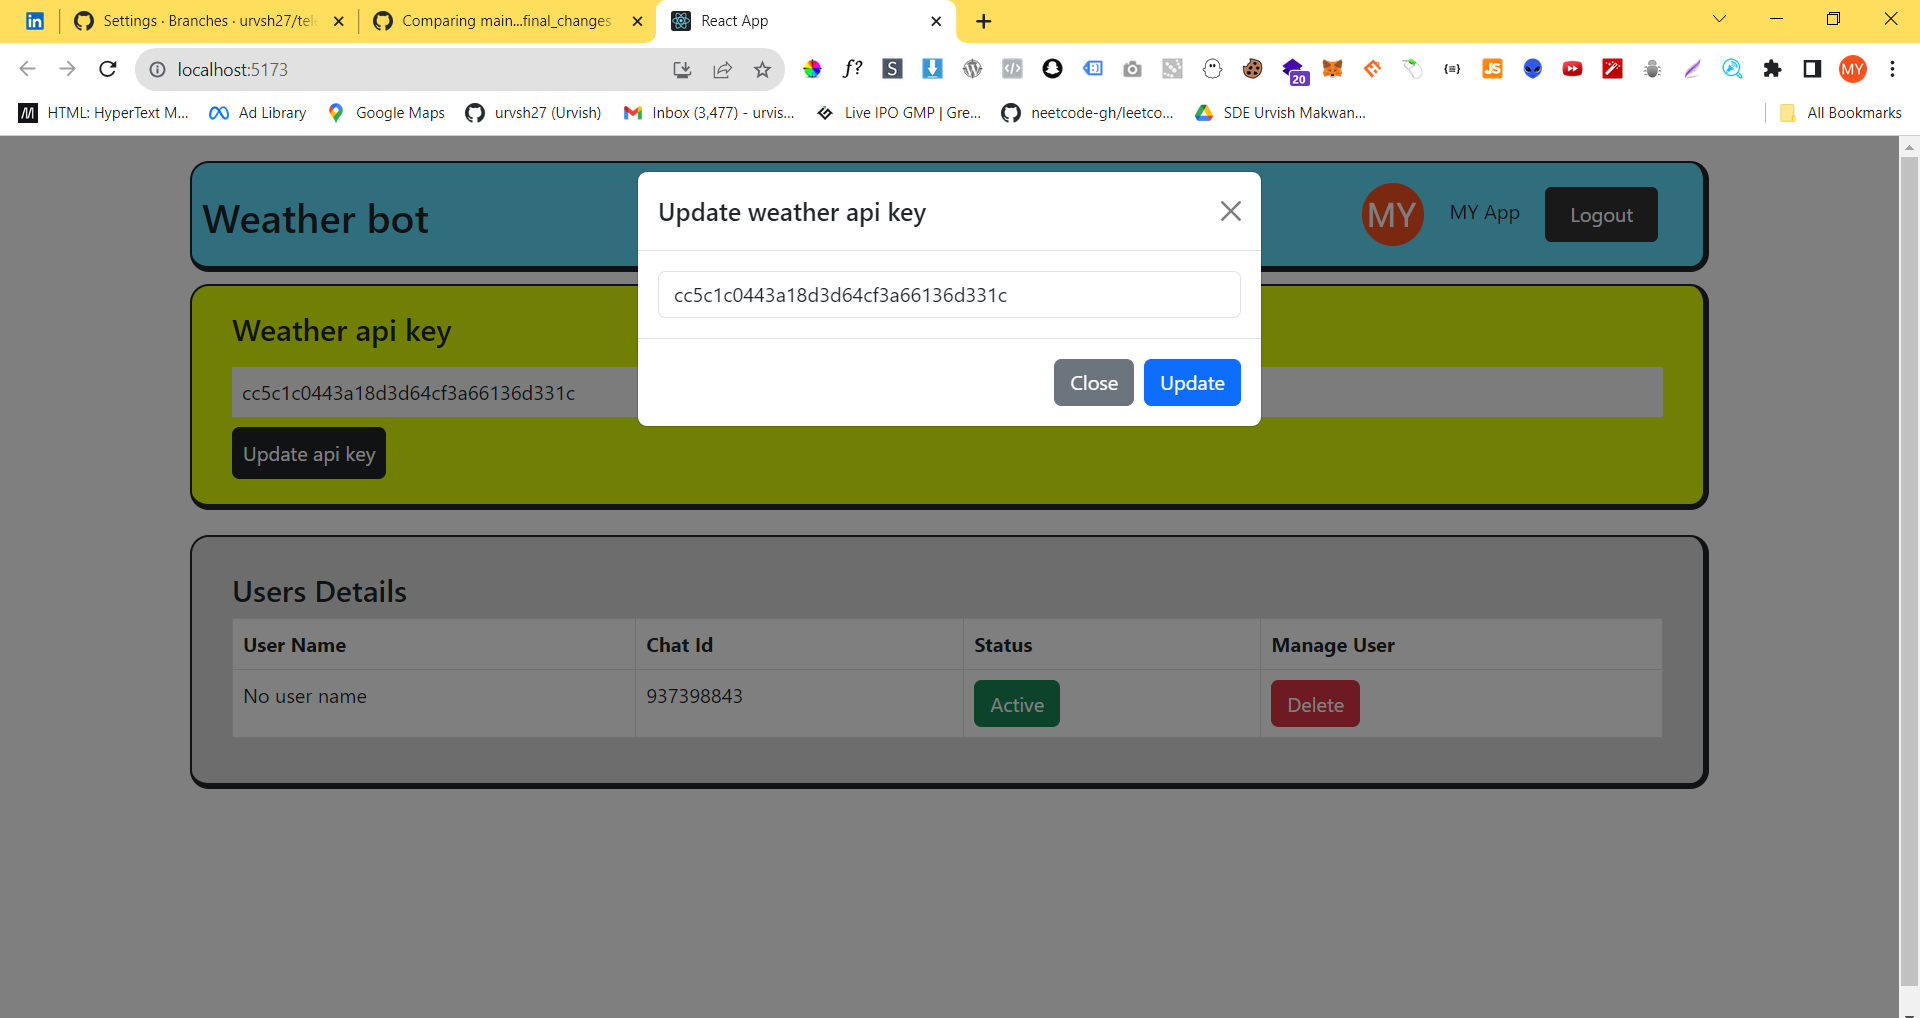 Settings · Branches · urvsh27/tel
Comparing main...final_changes
React App
localhost:5173
f?
S
20
JS
MY
HTML: HyperText M...
Ad Library
Google Maps
urvsh27 (Urvish)
Inbox (3,477) - urvis...
Live IPO GMP | Gre...
neetcode-gh/leetco...
SDE Urvish Makwan...
All Bookmarks
Weather bot
MY
MY App
Logout
Update weather api key
cc5c1c0443a18d3d64cf3a66136d331c
Close
Update
Weather api key
cc5c1c0443a18d3d64cf3a66136d331c
Update api key
Users Details
User Name
Chat Id
Status
Manage User
No user name
937398843
Active
Delete